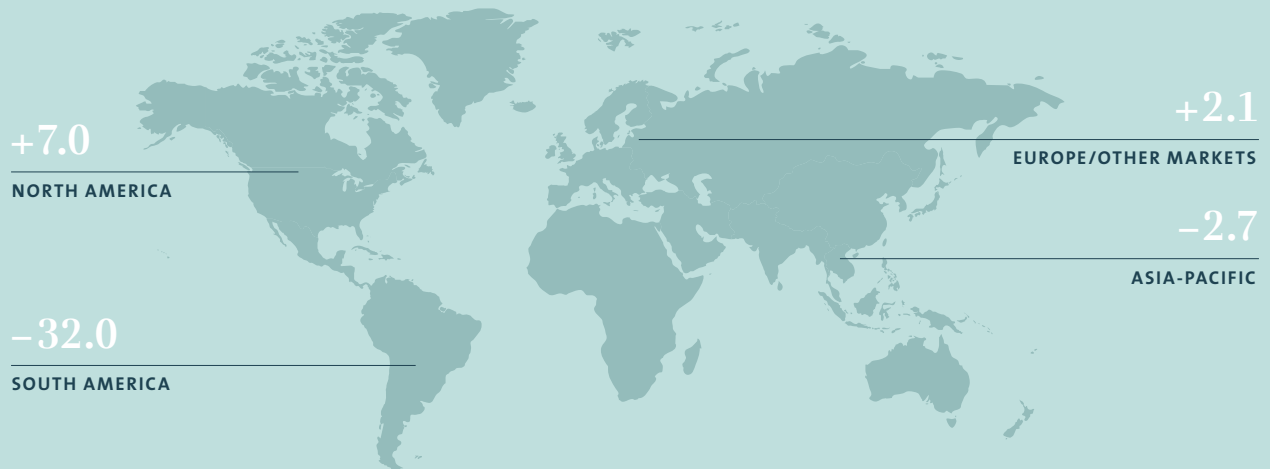 +7.0
NORTH AMERICA
−32.0
SOUTH AMERICA
+2.1
EUROPE/OTHER MARKETS
−2.7
ASIA-PACIFIC